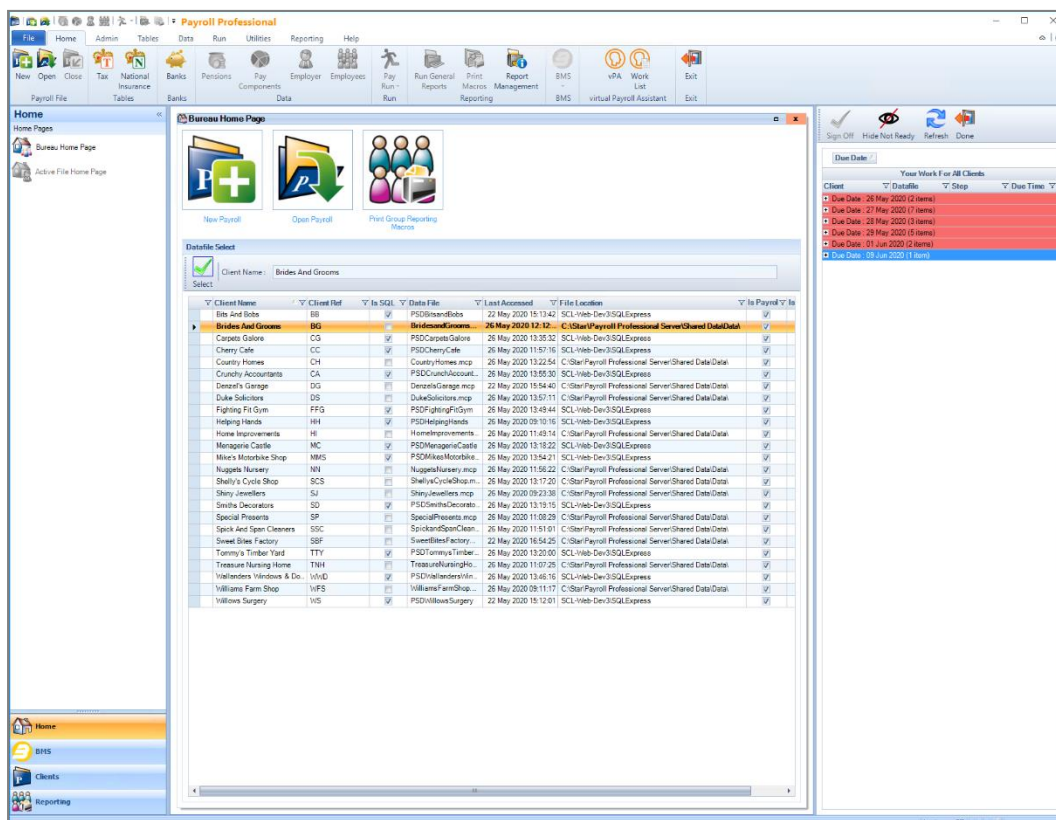 Payroll Professional
File Home Admin Tables Data Run Utilities Reporting Help
New Open Close Tax National Insurance Banks Pensions Pay Components Employer Employees Pay Run Run General Reports Print Macros Report Management BMS vPA Work List Exit
Payroll File Tables Banks Data Run Reporting BMS virtual Payroll Assistant Exit
Home
Home Pages
Bureau Home Page
Active File Home Page
Home
BMS
Clients
Reporting
Bureau Home Page
New Payroll Open Payroll Print Group Reporting Macros
Datafile Select
Select
Client Name : Brides And Grooms
Client Name Client Ref Is SQL Data File Last Accessed File Location Is Payrol
Bits And Bobs BB PSDBitsandBobs 22 May 2020 15:13:42 SCL-Web-Dev3\SQLExpress
Brides And Grooms BG BridesandGrooms... 26 May 2020 12:12:... C:\Star\Payroll Professional Server\Shared Data\Data\
Carpets Galore CG PSDCarpetsGalore 26 May 2020 13:35:32 SCL-Web-Dev3\SQLExpress
Cherry Cafe CC PSDCherryCafe 26 May 2020 11:57:16 SCL-Web-Dev3\SQLExpress
Country Homes CH CountryHomes.mcp 26 May 2020 13:22:54 C:\Star\Payroll Professional Server\Shared Data\Data\
Crunchy Accountants CA PSDCrunchAccount... 26 May 2020 13:55:30 SCL-Web-Dev3\SQLExpress
Denzel's Garage DG DenzelsGarage.mcp 22 May 2020 15:54:40 C:\Star\Payroll Professional Server\Shared Data\Data\
Duke Solicitors DS DukeSolicitors.mcp 26 May 2020 13:57:11 C:\Star\Payroll Professional Server\Shared Data\Data\
Fighting Fit Gym FFG PSDFightingFitGym 26 May 2020 13:49:44 SCL-Web-Dev3\SQLExpress
Helping Hands HH PSDHelpingHands 26 May 2020 09:10:16 SCL-Web-Dev3\SQLExpress
Home Improvements HI HomeImprovements... 26 May 2020 11:49:14 C:\Star\Payroll Professional Server\Shared Data\Data\
Menagerie Castle MC PSDMenagerieCastle 26 May 2020 13:18:22 SCL-Web-Dev3\SQLExpress
Mike's Motorbike Shop MMS PSDMikesMotorbike... 26 May 2020 13:54:21 SCL-Web-Dev3\SQLExpress
Nuggets Nursery NN NuggetsNursery.mcp 26 May 2020 11:56:22 C:\Star\Payroll Professional Server\Shared Data\Data\
Shelly's Cycle Shop SCS ShellysCycleShop.m... 26 May 2020 13:17:20 C:\Star\Payroll Professional Server\Shared Data\Data\
Shiny Jewellers SJ ShinyJewellers.mcp 26 May 2020 09:23:38 C:\Star\Payroll Professional Server\Shared Data\Data\
Smiths Decorators SD PSDSmithsDecorato... 26 May 2020 13:19:15 SCL-Web-Dev3\SQLExpress
Special Presents SP SpecialPresents.mcp 26 May 2020 11:08:29 C:\Star\Payroll Professional Server\Shared Data\Data\
Spick And Span Cleaners SSC SpickandSpanClean... 26 May 2020 11:51:01 C:\Star\Payroll Professional Server\Shared Data\Data\
Sweet Bites Factory SBF SweetBitesFactory... 22 May 2020 16:54:25 C:\Star\Payroll Professional Server\Shared Data\Data\
Tommy's Timber Yard TTY PSDTommysTimber... 26 May 2020 13:20:00 SCL-Web-Dev3\SQLExpress
Treasure Nursing Home TNH TreasureNursingHo... 26 May 2020 11:07:25 C:\Star\Payroll Professional Server\Shared Data\Data\
Wallanders Windows & Do... WWD PSDWallandersWin... 26 May 2020 13:46:16 SCL-Web-Dev3\SQLExpress
Williams Farm Shop WFS WilliamsFarmShop.... 26 May 2020 09:11:17 C:\Star\Payroll Professional Server\Shared Data\Data\
Willows Surgery WS PSDWillowsSurgery 22 May 2020 15:12:01 SCL-Web-Dev3\SQLExpress
Sign Off Hide Not Ready Refresh Done
Due Date
Your Work For All Clients
Client Datafile Step Due Time
Due Date : 26 May 2020 (2 items)
Due Date : 27 May 2020 (7 items)
Due Date : 28 May 2020 (3 items)
Due Date : 29 May 2020 (5 items)
Due Date : 01 Jun 2020 (2 items)
Due Date : 09 Jun 2020 (1 item)